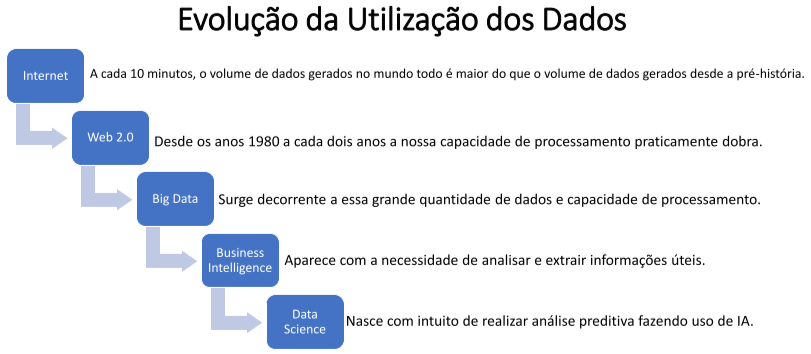 Evolução da Utilização dos Dados
Internet
A cada 10 minutos, o volume de dados gerados no mundo todo é maior do que o volume de dados gerados desde a pré-história.
Web 2.0
Desde os anos 1980 a cada dois anos a nossa capacidade de processamento praticamente dobra.
Big Data
Surge decorrente a essa grande quantidade de dados e capacidade de processamento.
Business
Intelligence
Aparece com a necessidade de analisar e extrair informações úteis.
Data
Science
Nasce com intuito de realizar análise preditiva fazendo uso de IA.